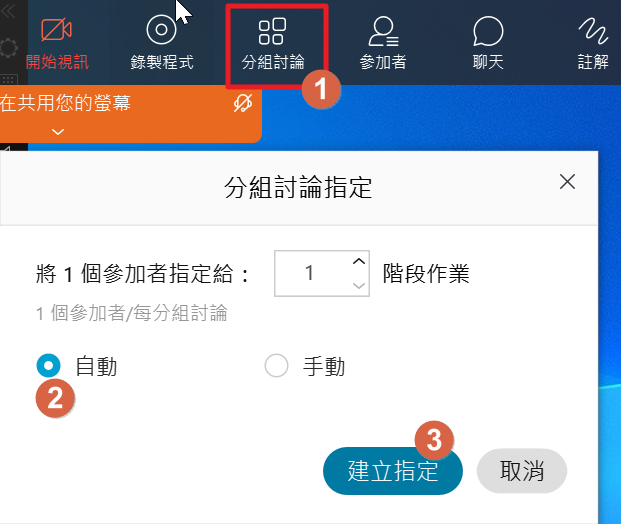 開始視訊 錄製程式 分組討論 參加者 聊天 註解
1
在共用您的螢幕
分組討論指定
將 1 個參加者指定給： 1 階段作業
1 個參加者/每分組討論
自動 手動
2
3
建立指定 取消